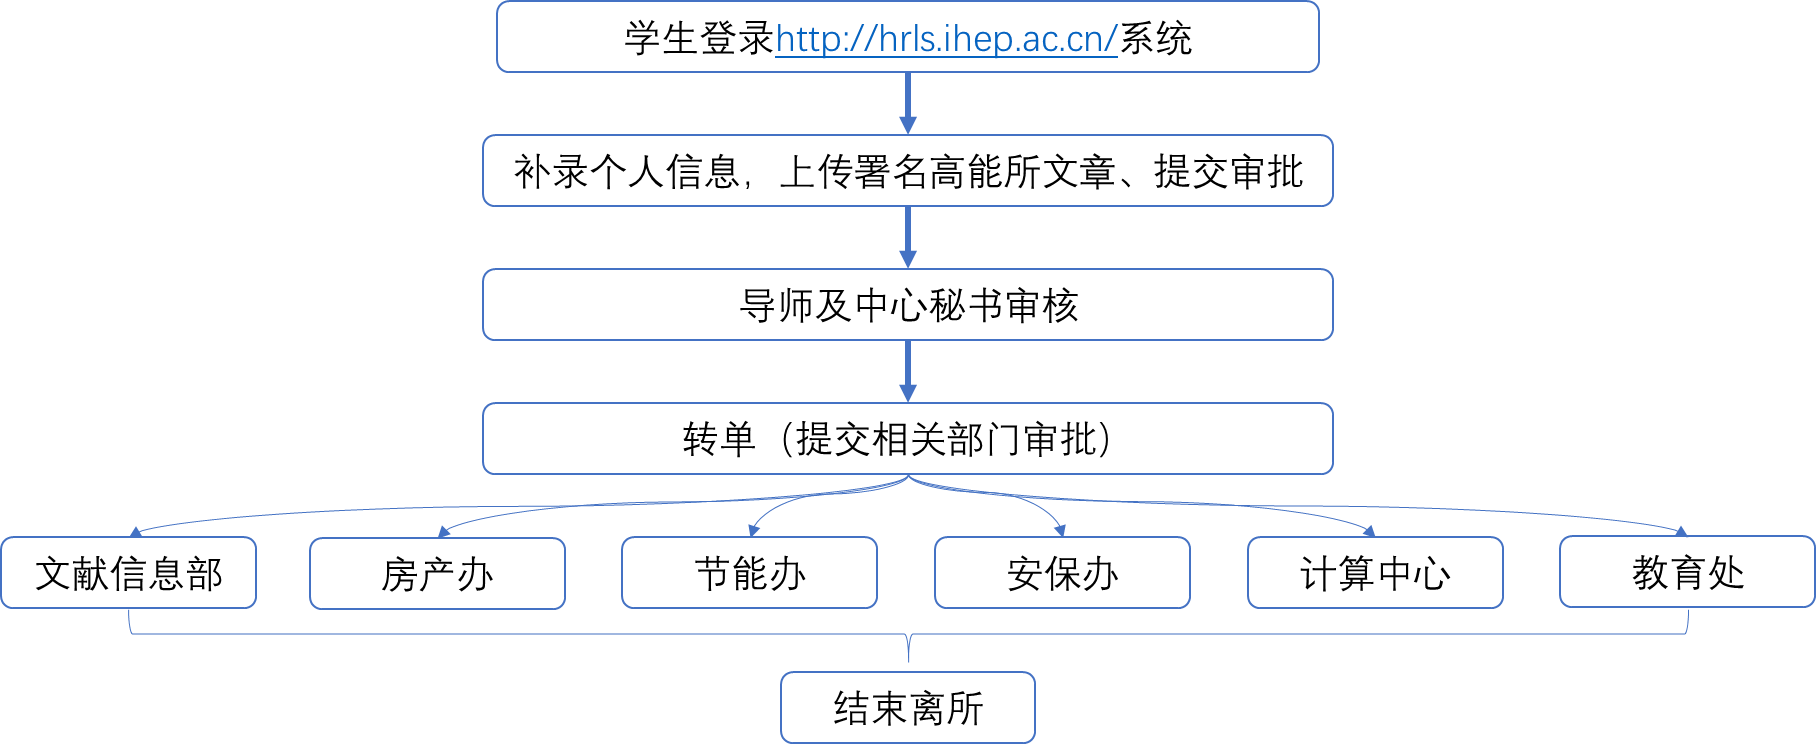 学生登录http://hrls.ihep.ac.cn/系统
补录个人信息，上传署名高能所文章、提交审批
导师及中心秘书审核
转单（提交相关部门审批）
文献信息部
房产办
节能办
安保办
计算中心
教育处
结束离所